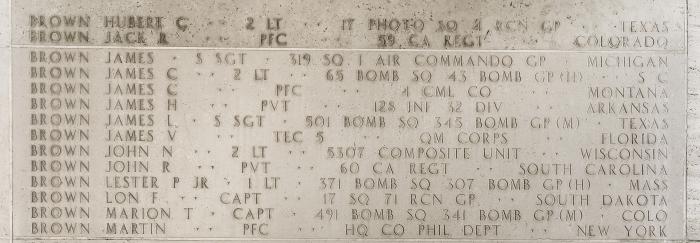 BROWN HUBERT C · 2 LT · 17 PHOTO SQ 4 RCN GP · TEXAS
BROWN JACK R · PFC · 59 CA REGT · COLORADO
BROWN JAMES · S SGT · 319 SQ 1 AIR COMMANDO GP · MICHIGAN
BROWN JAMES C · 2 LT · 65 BOMB SQ 43 BOMB GP (H) · S C
BROWN JAMES C · PFC · 4 CML CO · MONTANA
BROWN JAMES H · PVT · 128 INF 32 DIV · ARKANSAS
BROWN JAMES L · S SGT · 501 BOMB SQ 345 BOMB GP (M) · TEXAS
BROWN JAMES V · TEC 5 · QM CORPS · FLORIDA
BROWN JOHN N · 2 LT · 5307 COMPOSITE UNIT · WISCONSIN
BROWN JOHN R · PVT · 60 CA REGT · SOUTH CAROLINA
BROWN LESTER P JR · 1 LT · 371 BOMB SQ 307 BOMB GP (H) · MASS
BROWN LON F · CAPT · 17 SQ 71 RCN GP · SOUTH DAKOTA
BROWN MARION T · CAPT · 491 BOMB SQ 341 BOMB GP (M) · COLO
BROWN MARTIN · PFC · HQ CO PHIL DEPT · NEW YORK